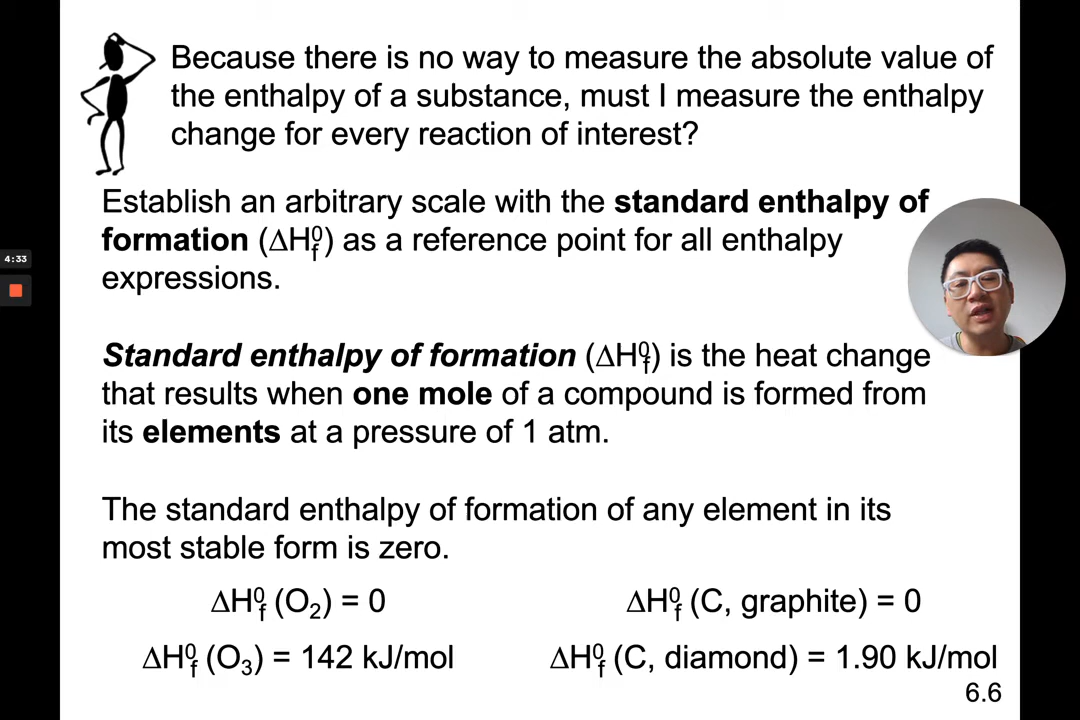 Because there is no way to measure the absolute value of
the enthalpy of a substance, must I measure the enthalpy
change for every reaction of interest?
Establish an arbitrary scale with the standard enthalpy of
formation (ΔH⁰f) as a reference point for all enthalpy
expressions.
4:33
Standard enthalpy of formation (ΔH⁰f) is the heat change
that results when one mole of a compound is formed from
its elements at a pressure of 1 atm.
The standard enthalpy of formation of any element in its
most stable form is zero.
ΔH⁰f (O₂) = 0 ΔH⁰f (C, graphite) = 0
ΔH⁰f (O₃) = 142 kJ/mol ΔH⁰f (C, diamond) = 1.90 kJ/mol
6.6